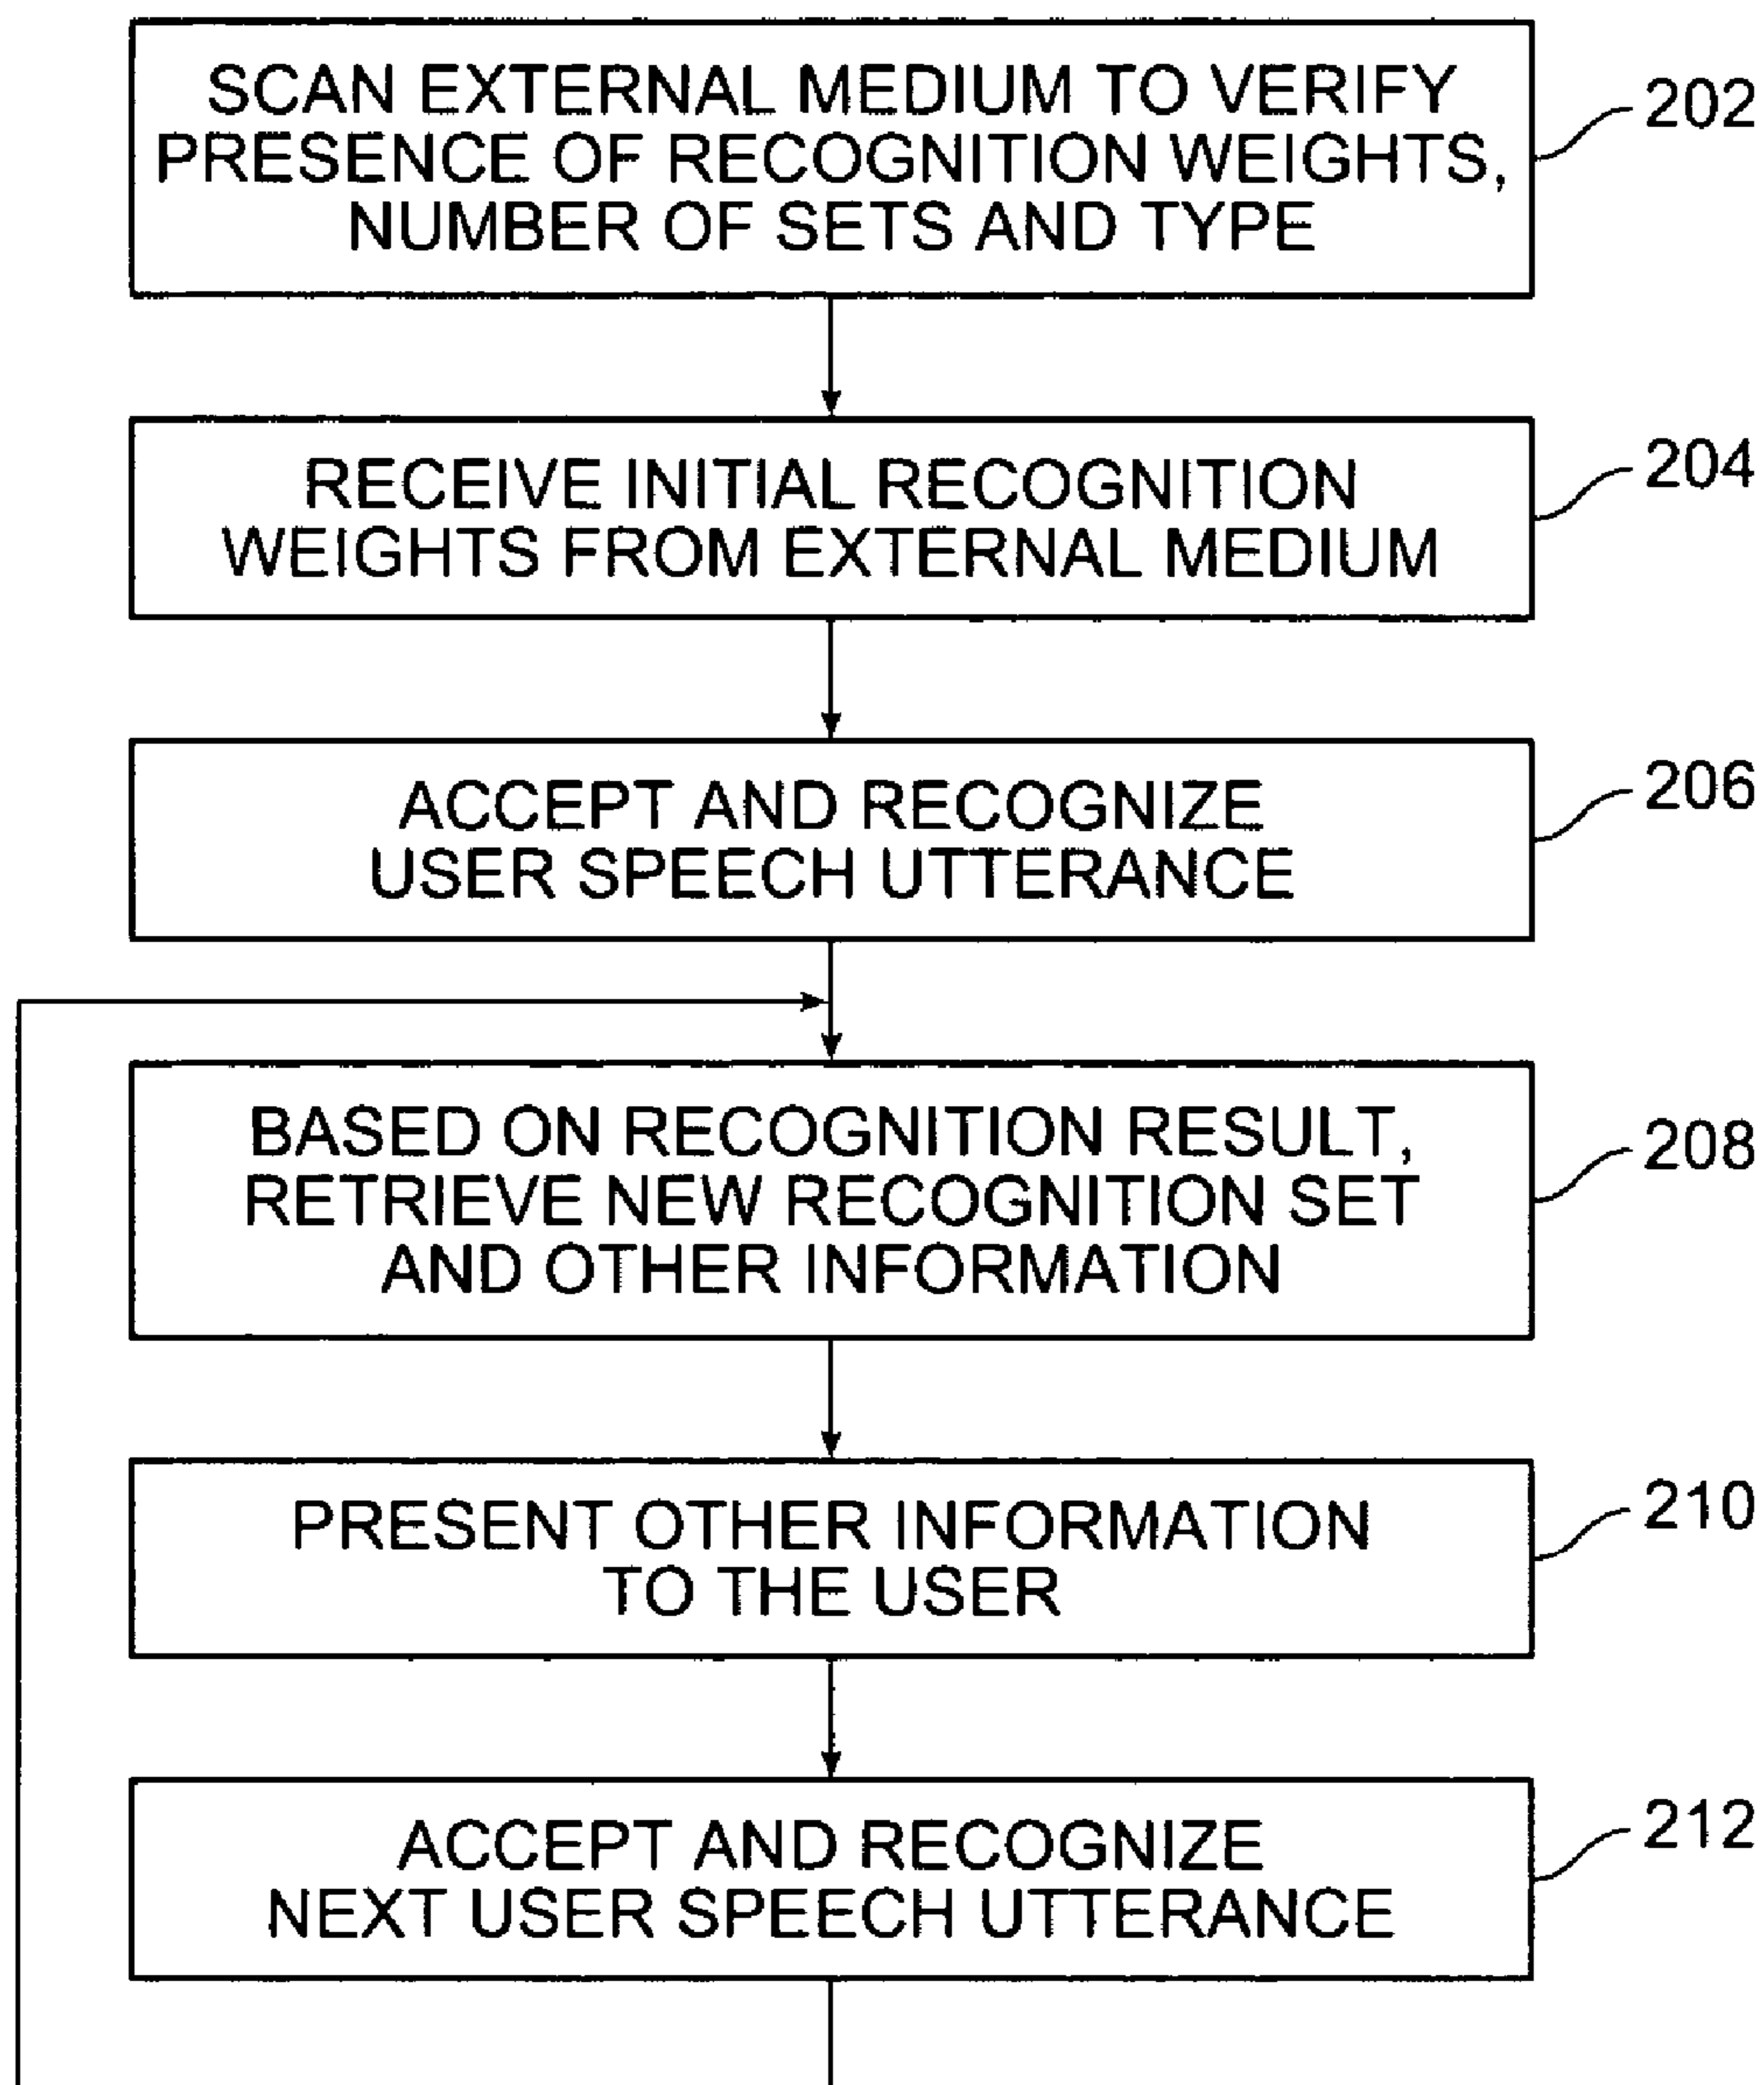 SCAN EXTERNAL MEDIUM TO VERIFY
PRESENCE OF RECOGNITION WEIGHTS,
NUMBER OF SETS AND TYPE
202
RECEIVE INITIAL RECOGNITION
WEIGHTS FROM EXTERNAL MEDIUM
204
ACCEPT AND RECOGNIZE
USER SPEECH UTTERANCE
206
BASED ON RECOGNITION RESULT,
RETRIEVE NEW RECOGNITION SET
AND OTHER INFORMATION
208
PRESENT OTHER INFORMATION
TO THE USER
210
ACCEPT AND RECOGNIZE
NEXT USER SPEECH UTTERANCE
212